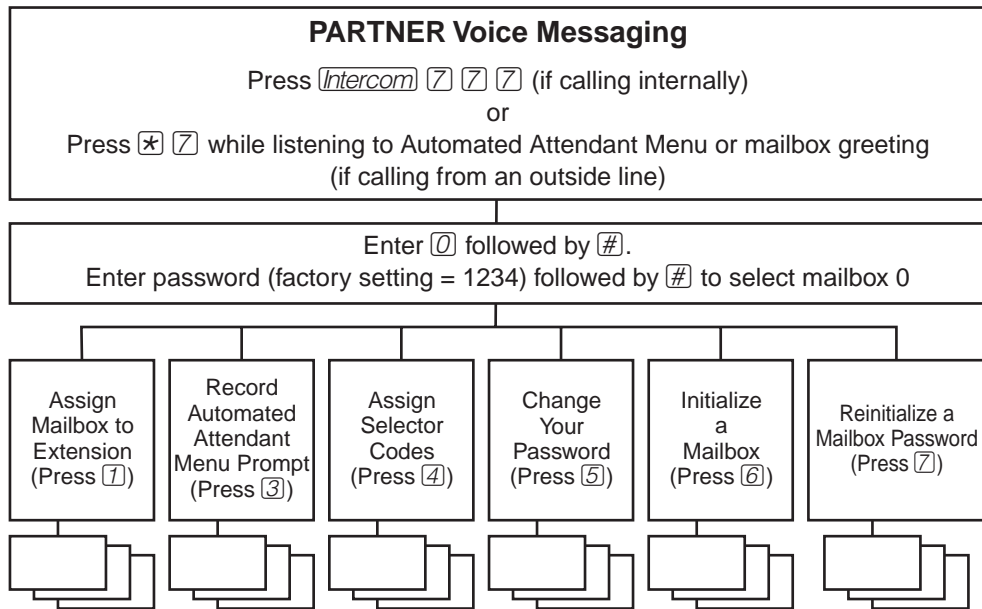 PARTNER Voice Messaging
Press Intercom 7 7 7 (if calling internally)
or
Press * 7 while listening to Automated Attendant Menu or mailbox greeting
(if calling from an outside line)
Enter 0 followed by #.
Enter password (factory setting = 1234) followed by # to select mailbox 0
Assign
Mailbox to
Extension
(Press 1)
Record
Automated
Attendant
Menu Prompt
(Press 3)
Assign
Selector
Codes
(Press 4)
Change
Your
Password
(Press 5)
Initialize
a
Mailbox
(Press 6)
Reinitialize a
Mailbox Password
(Press 7)